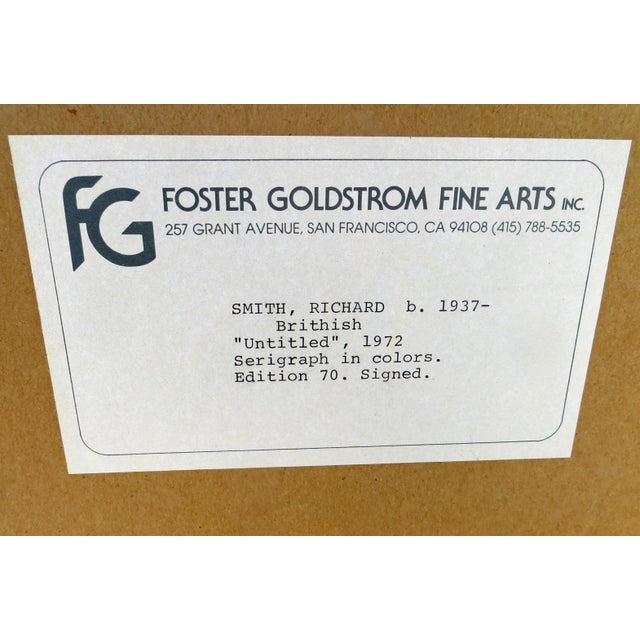 FG FOSTER GOLDSTROM FINE ARTS INC.
257 GRANT AVENUE, SAN FRANCISCO, CA 94108 (415) 788-5535
SMITH, RICHARD b. 1937-
Brithish
"Untitled", 1972
Serigraph in colors.
Edition 70. Signed.